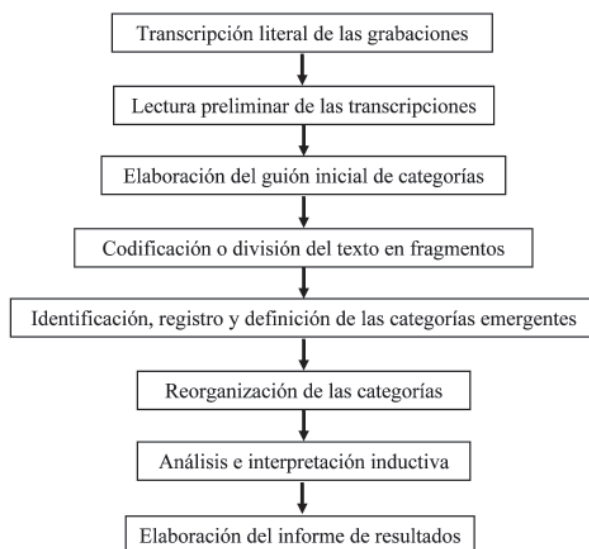 Transcripción literal de las grabaciones
Lectura preliminar de las transcripciones
Elaboración del guión inicial de categorías
Codificación o división del texto en fragmentos
Identificación, registro y definición de las categorías emergentes
Reorganización de las categorías
Análisis e interpretación inductiva
Elaboración del informe de resultados